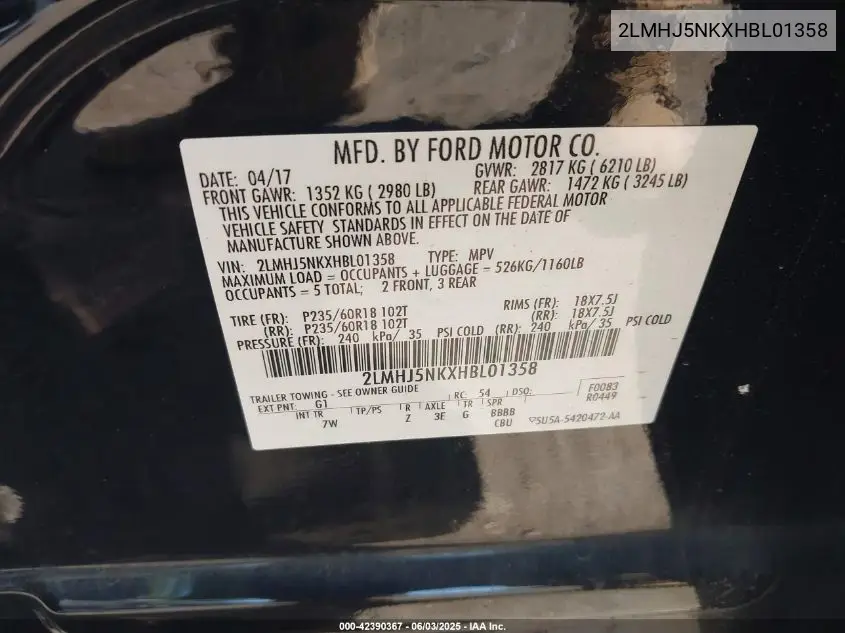 2LMHJ5NKXHBL01358
MFD. BY FORD MOTOR CO.
DATE: 04/17 GVWR: 2817 KG ( 6210 LB)
FRONT GAWR: 1352 KG ( 2980 LB) REAR GAWR: 1472 KG ( 3245 LB)
THIS VEHICLE CONFORMS TO ALL APPLICABLE FEDERAL MOTOR
VEHICLE SAFETY STANDARDS IN EFFECT ON THE DATE OF
MANUFACTURE SHOWN ABOVE.
VIN: 2LMHJ5NKXHBL01358 TYPE: MPV
MAXIMUM LOAD = OCCUPANTS + LUGGAGE = 526KG/1160LB
OCCUPANTS = 5 TOTAL; 2 FRONT, 3 REAR
TIRE (FR): P235/60R18 102T RIMS (FR): 18X7.5J
(RR): P235/60R18 102T (RR): 18X7.5J
PRESSURE (FR): 240 kPa/ 35 PSI COLD (RR): 240 kPa/ 35 PSI COLD
2LMHJ5NKXHBL01358
TRAILER TOWING - SEE OWNER GUIDE RC: 54 DSO: F0083
EXT PNT: G1 R0449
INT TR TP/PS R AXLE TR SPR
7W Z 3E G BBBB
CBU 5U5A-5420472-AA
000-42390367 - 06/03/2025 - IAA Inc.